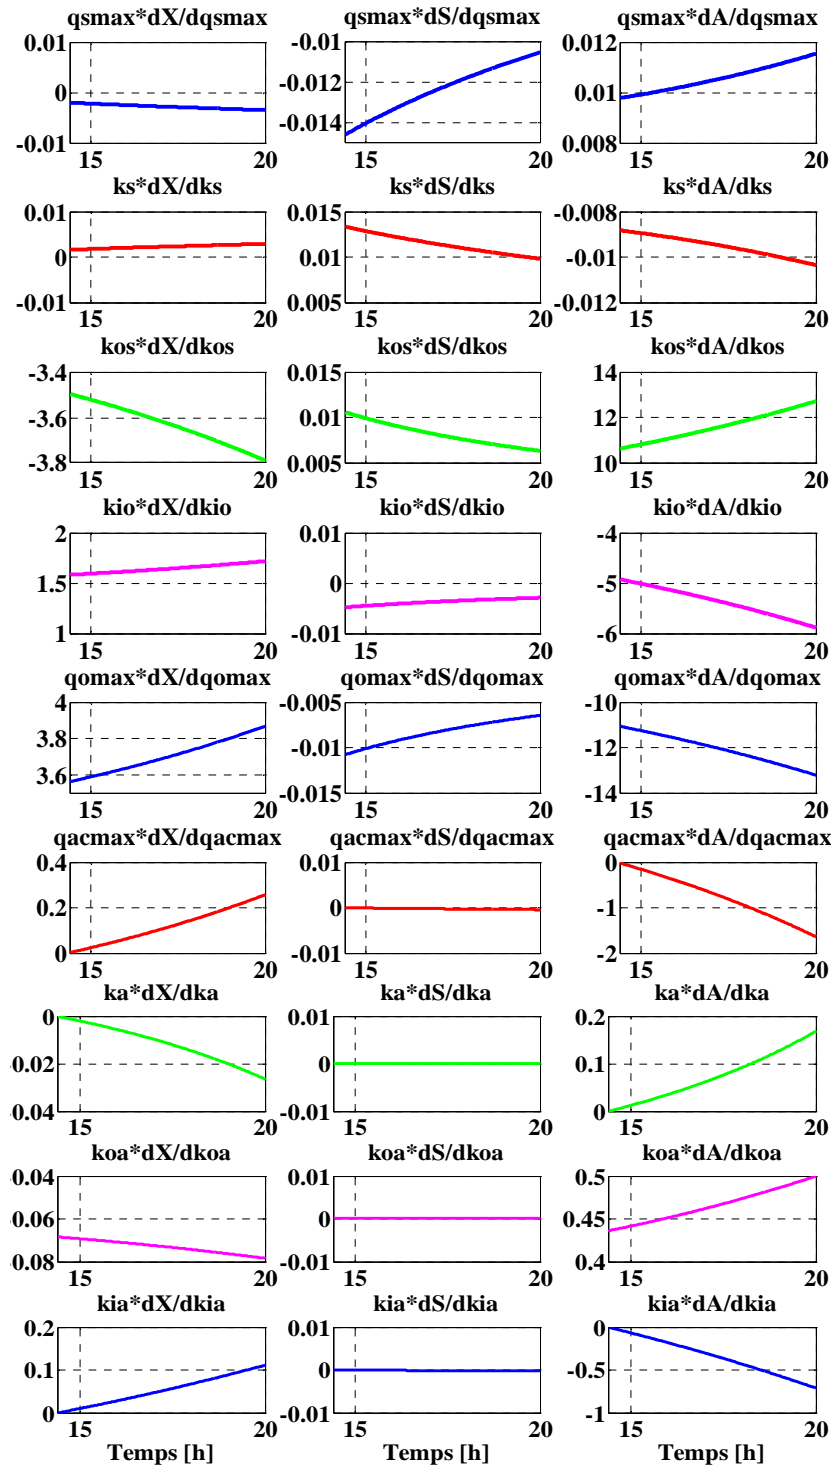 qsmax*dX/dqsmax qsmax*dS/dqsmax qsmax*dA/dqsmax
0.01 -0.01 0.012
0 -0.012 0.01
-0.01 -0.014 0.008
15 20 15 20 15 20
ks*dX/dks ks*dS/dks ks*dA/dks
0.01 0.015 -0.008
0 0.01 -0.01
-0.01 0.005 -0.012
15 20 15 20 15 20
kos*dX/dkos kos*dS/dkos kos*dA/dkos
-3.4 0.015 14
-3.6 0.01 12
-3.8 0.005 10
15 20 15 20 15 20
kio*dX/dkio kio*dS/dkio kio*dA/dkio
2 0.01 -4
1.5 0 -5
1 -0.01 -6
15 20 15 20 15 20
qomax*dX/dqomax qomax*dS/dqomax qomax*dA/dqomax
4 -0.005 -10
3.8 -0.01 -12
3.6 -0.015 -14
15 20 15 20 15 20
qacmax*dX/dqacmax qacmax*dS/dqacmax qacmax*dA/dqacmax
0.4 0.01 0
0.2 0 -1
0 -0.01 -2
15 20 15 20 15 20
ka*dX/dka ka*dS/dka ka*dA/dka
0 0.01 0.2
0.02 0 0.1
0.04 -0.01 0
15 20 15 20 15 20
koa*dX/dkoa koa*dS/dkoa koa*dA/dkoa
0.04 0.01 0.5
0.06 0 0.45
0.08 -0.01 0.4
15 20 15 20 15 20
kia*dX/dkia kia*dS/dkia kia*dA/dkia
0.2 0.01 0
0.1 0 -0.5
0 -0.01 -1
15 20 15 20 15 20
Temps [h] Temps [h] Temps [h]